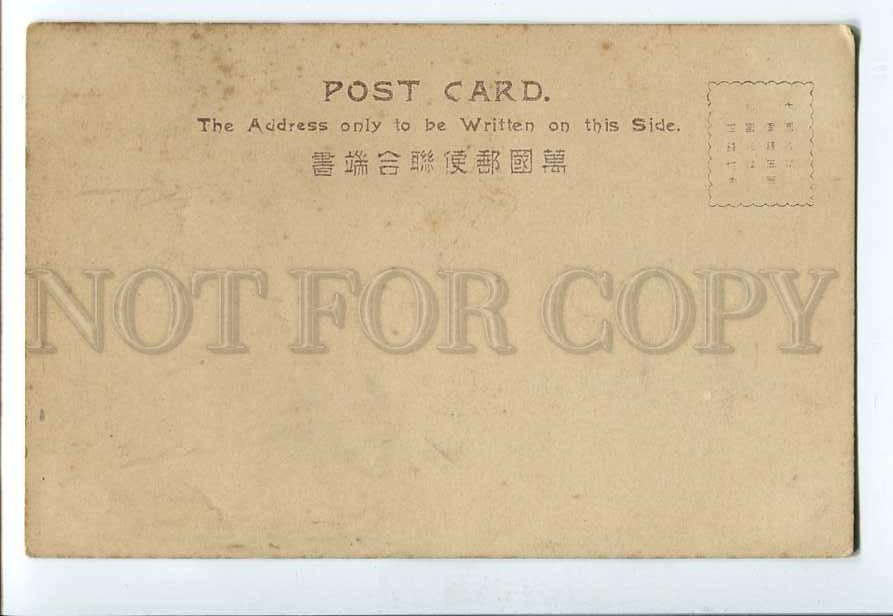 POST CARD.
The Address only to be Written on this Side.
書端合聯便郵國萬
NOT FOR COPY